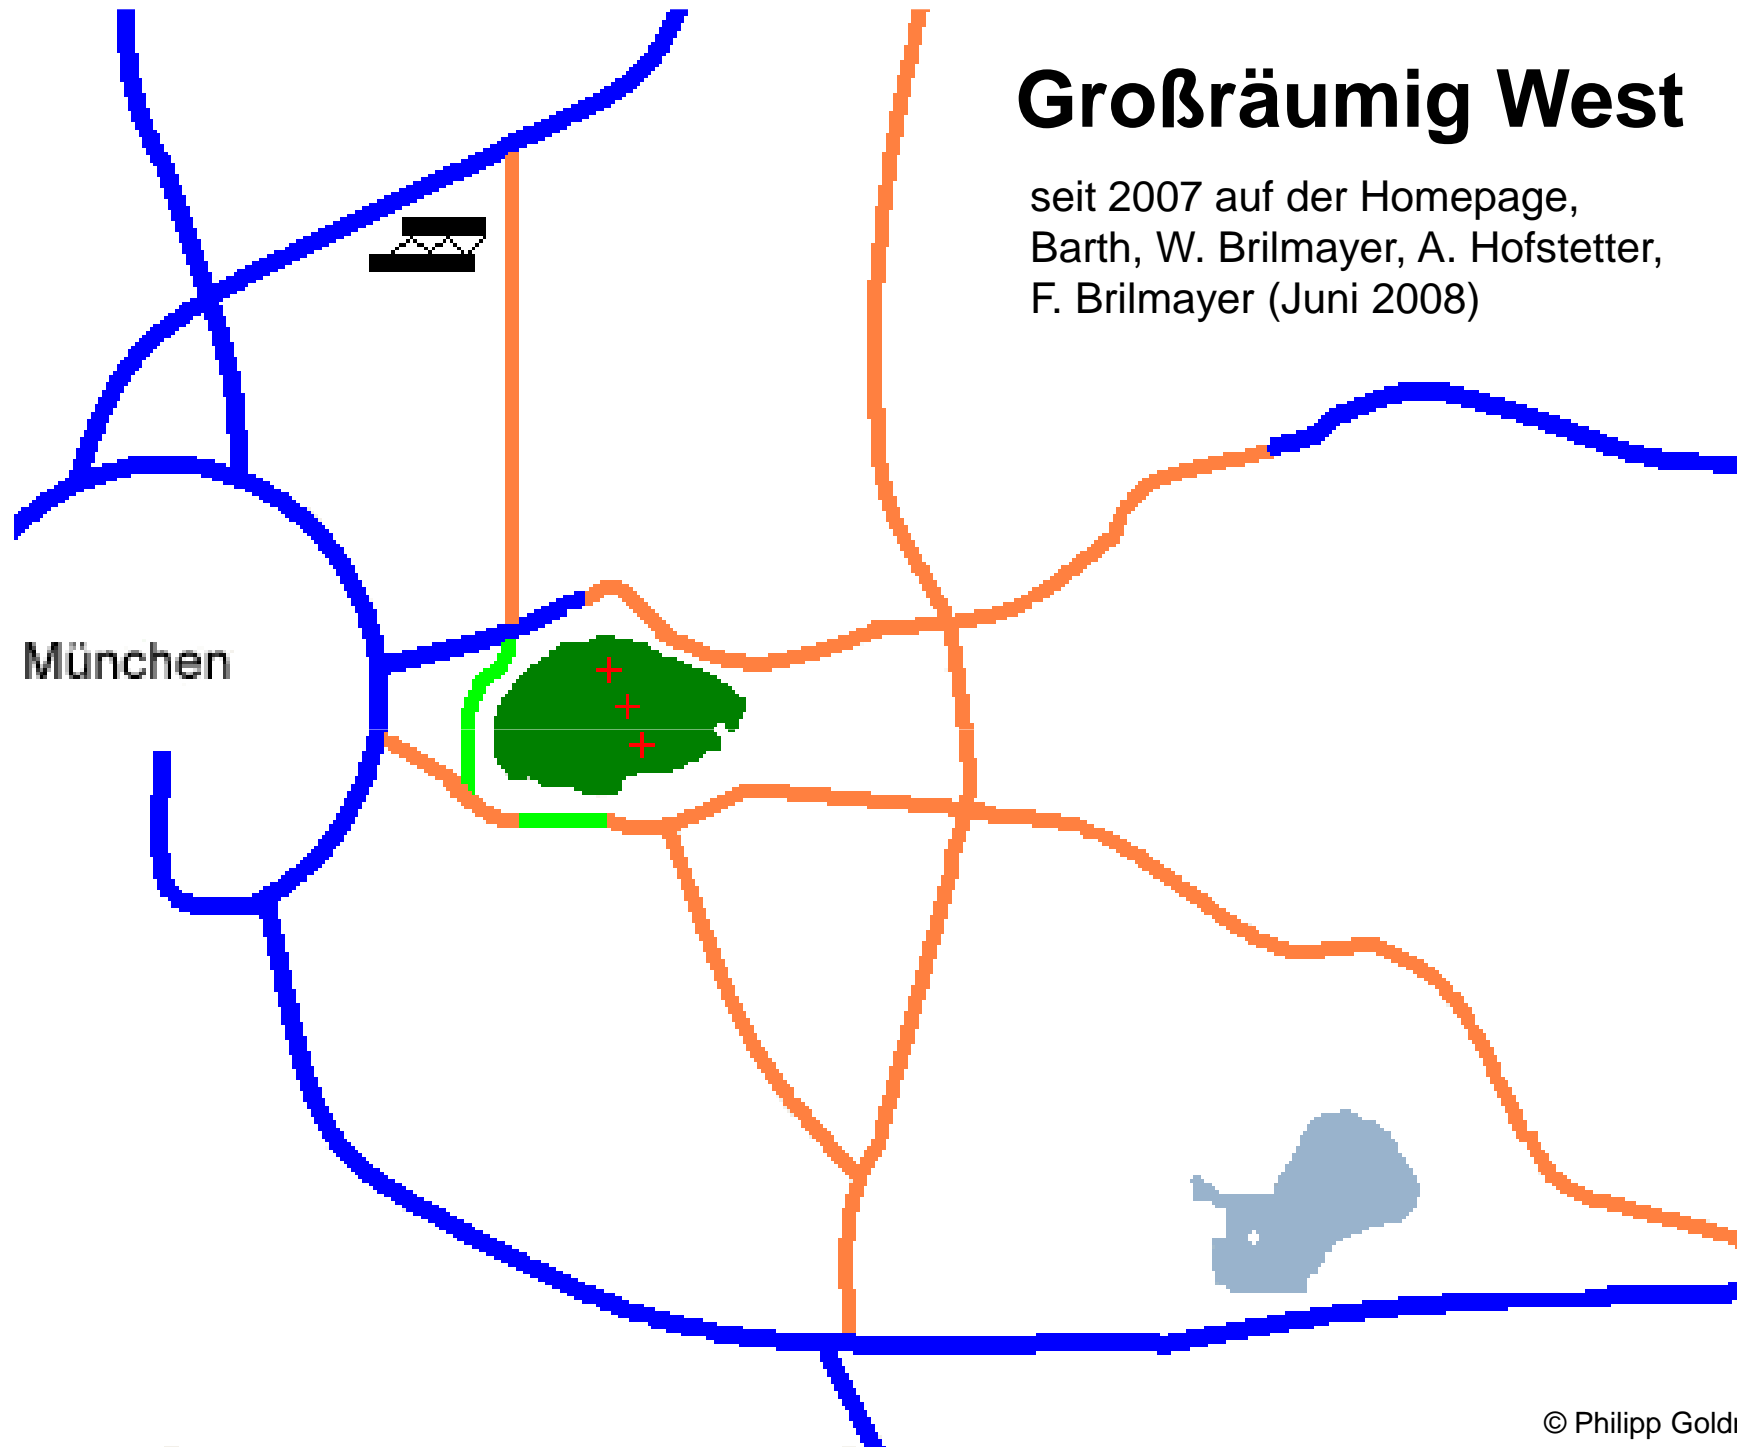 Großräumig West
seit 2007 auf der Homepage,
Barth, W. Brilmayer, A. Hofstetter,
F. Brilmayer (Juni 2008)
München
© Philipp